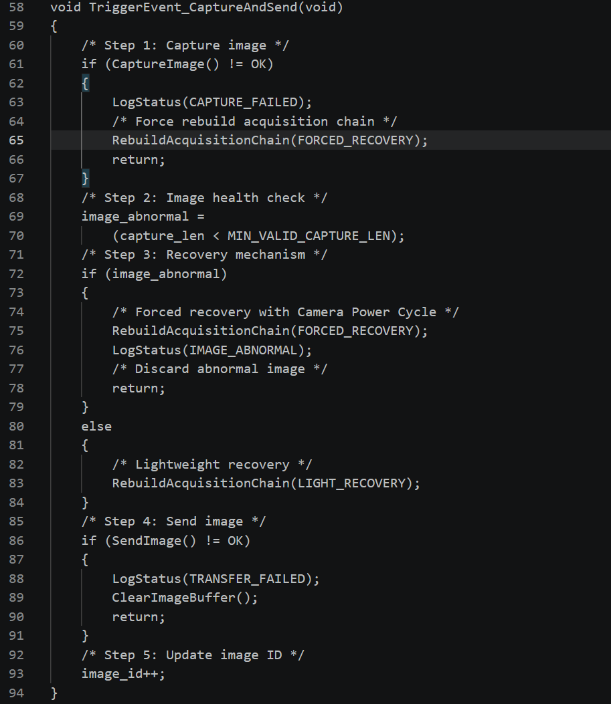 58 void TriggerEvent_CaptureAndSend(void)
59 {
60     /* Step 1: Capture image */
61     if (CaptureImage() != OK)
62     {
63         LogStatus(CAPTURE_FAILED);
64         /* Force rebuild acquisition chain */
65         RebuildAcquisitionChain(FORCED_RECOVERY);
66         return;
67     }
68     /* Step 2: Image health check */
69     image_abnormal =
70         (capture_len < MIN_VALID_CAPTURE_LEN);
71     /* Step 3: Recovery mechanism */
72     if (image_abnormal)
73     {
74         /* Forced recovery with Camera Power Cycle */
75         RebuildAcquisitionChain(FORCED_RECOVERY);
76         LogStatus(IMAGE_ABNORMAL);
77         /* Discard abnormal image */
78         return;
79     }
80     else
81     {
82         /* Lightweight recovery */
83         RebuildAcquisitionChain(LIGHT_RECOVERY);
84     }
85     /* Step 4: Send image */
86     if (SendImage() != OK)
87     {
88         LogStatus(TRANSFER_FAILED);
89         ClearImageBuffer();
90         return;
91     }
92     /* Step 5: Update image ID */
93     image_id++;
94 }